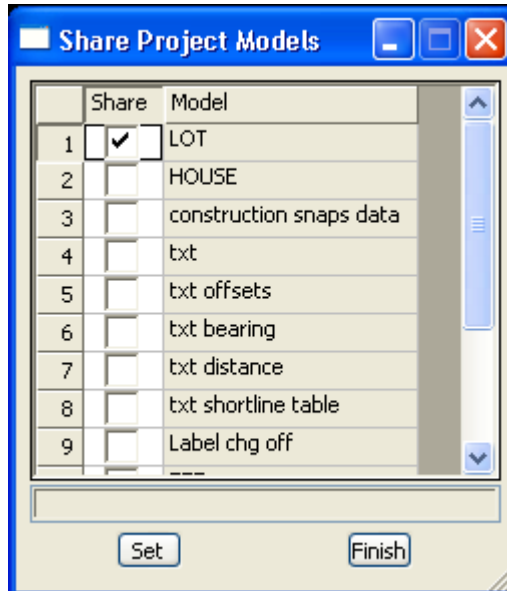 Share Project Models
Share Model
1 LOT
2 HOUSE
3 construction snaps data
4 txt
5 txt offsets
6 txt bearing
7 txt distance
8 txt shortline table
9 Label chg off
Set Finish